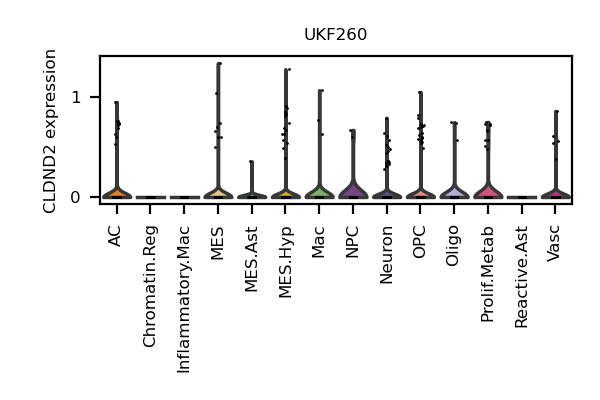 UKF260
CLDND2 expression
1
0
AC
Chromatin.Reg
Inflammatory.Mac
MES
MES.Ast
MES.Hyp
Mac
NPC
Neuron
OPC
Oligo
Prolif.Metab
Reactive.Ast
Vasc